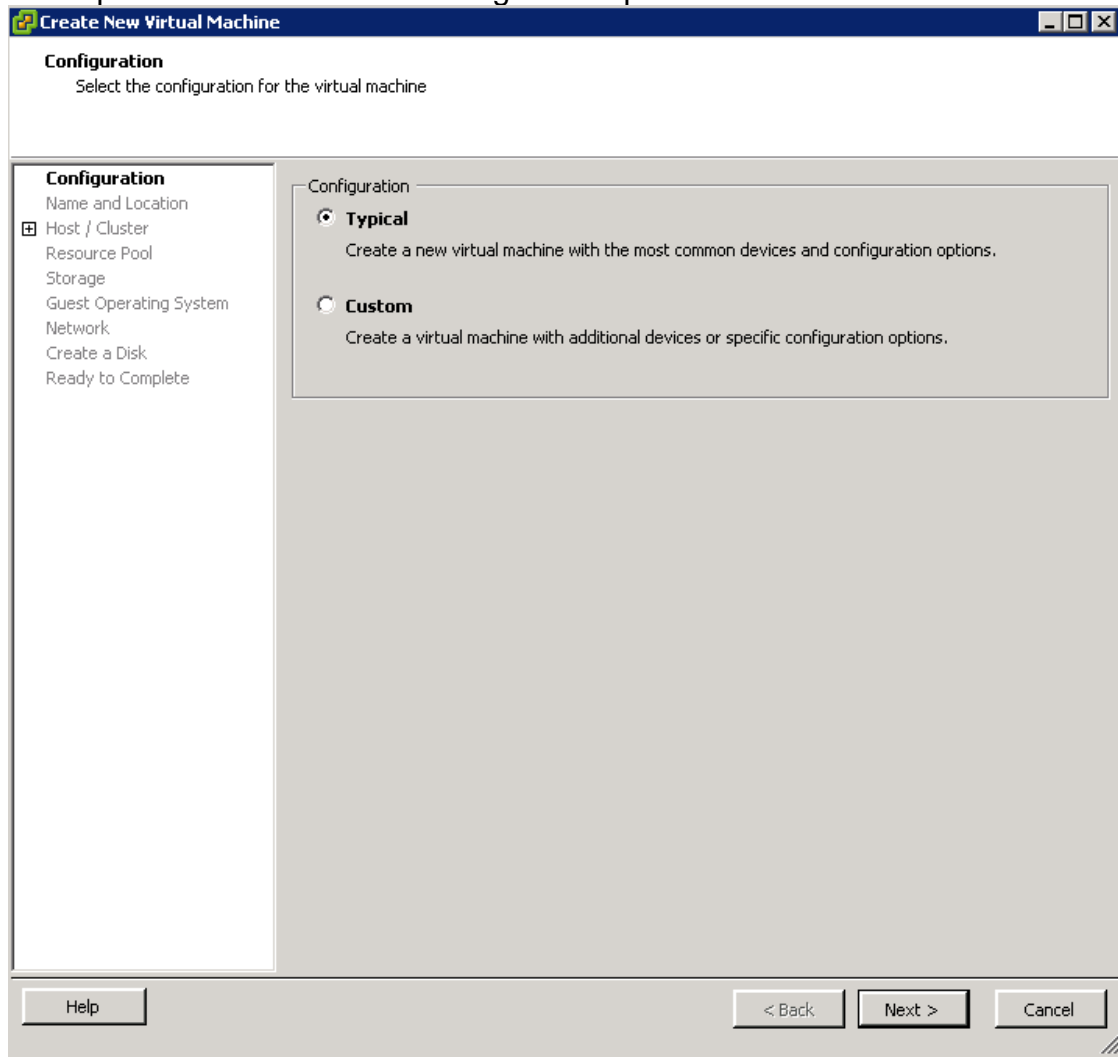 Create New Virtual Machine
Configuration
Select the configuration for the virtual machine
Configuration
Name and Location
Host / Cluster
Resource Pool
Storage
Guest Operating System
Network
Create a Disk
Ready to Complete
Configuration
Typical
Create a new virtual machine with the most common devices and configuration options.
Custom
Create a virtual machine with additional devices or specific configuration options.
Help
< Back
Next >
Cancel